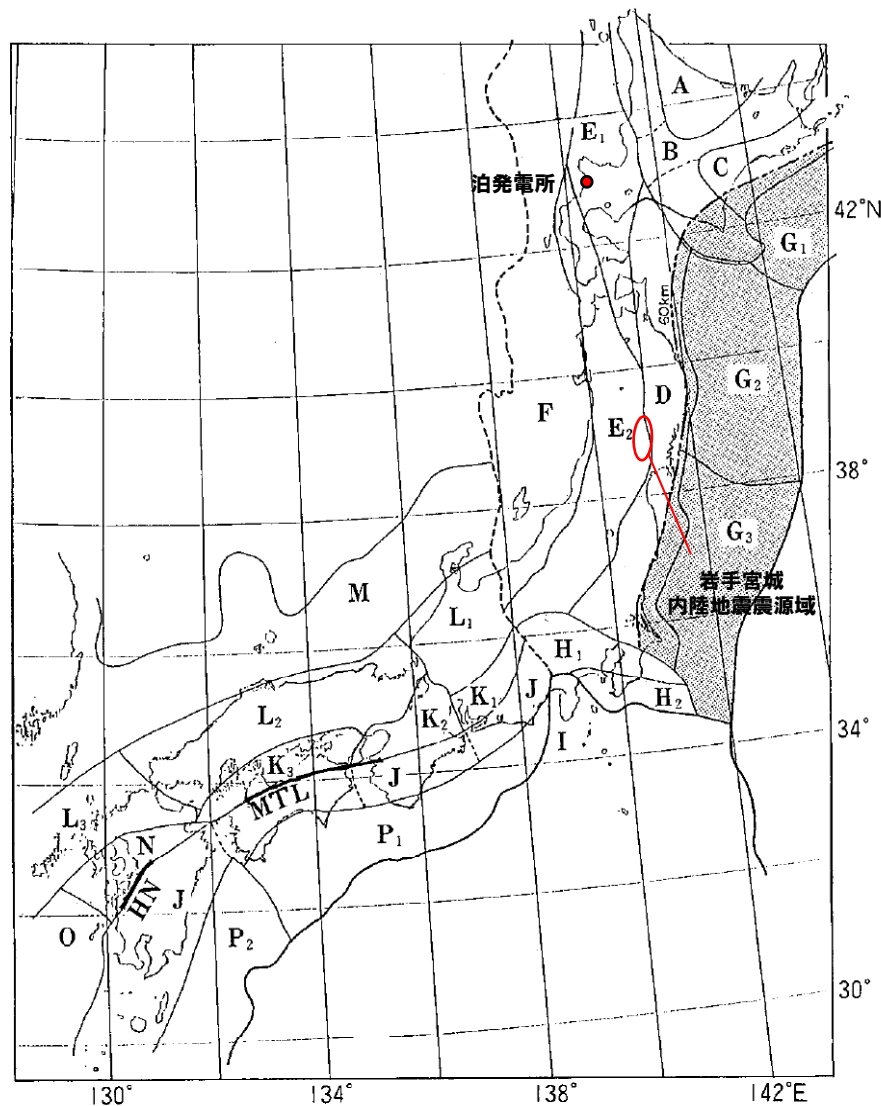 A
E₁
B
C
泊発電所
42°N
G₁
60km
G₂
D
F
E₂
38°
G₃
岩手宮城
内陸地震震源域
M
L₁
H₁
J
K₁
H₂
L₂
K₂
I
34°
K₃
J
MTL
L₃
P₁
N
HN
J
O
P₂
30°
130°
134°
138°
142°E